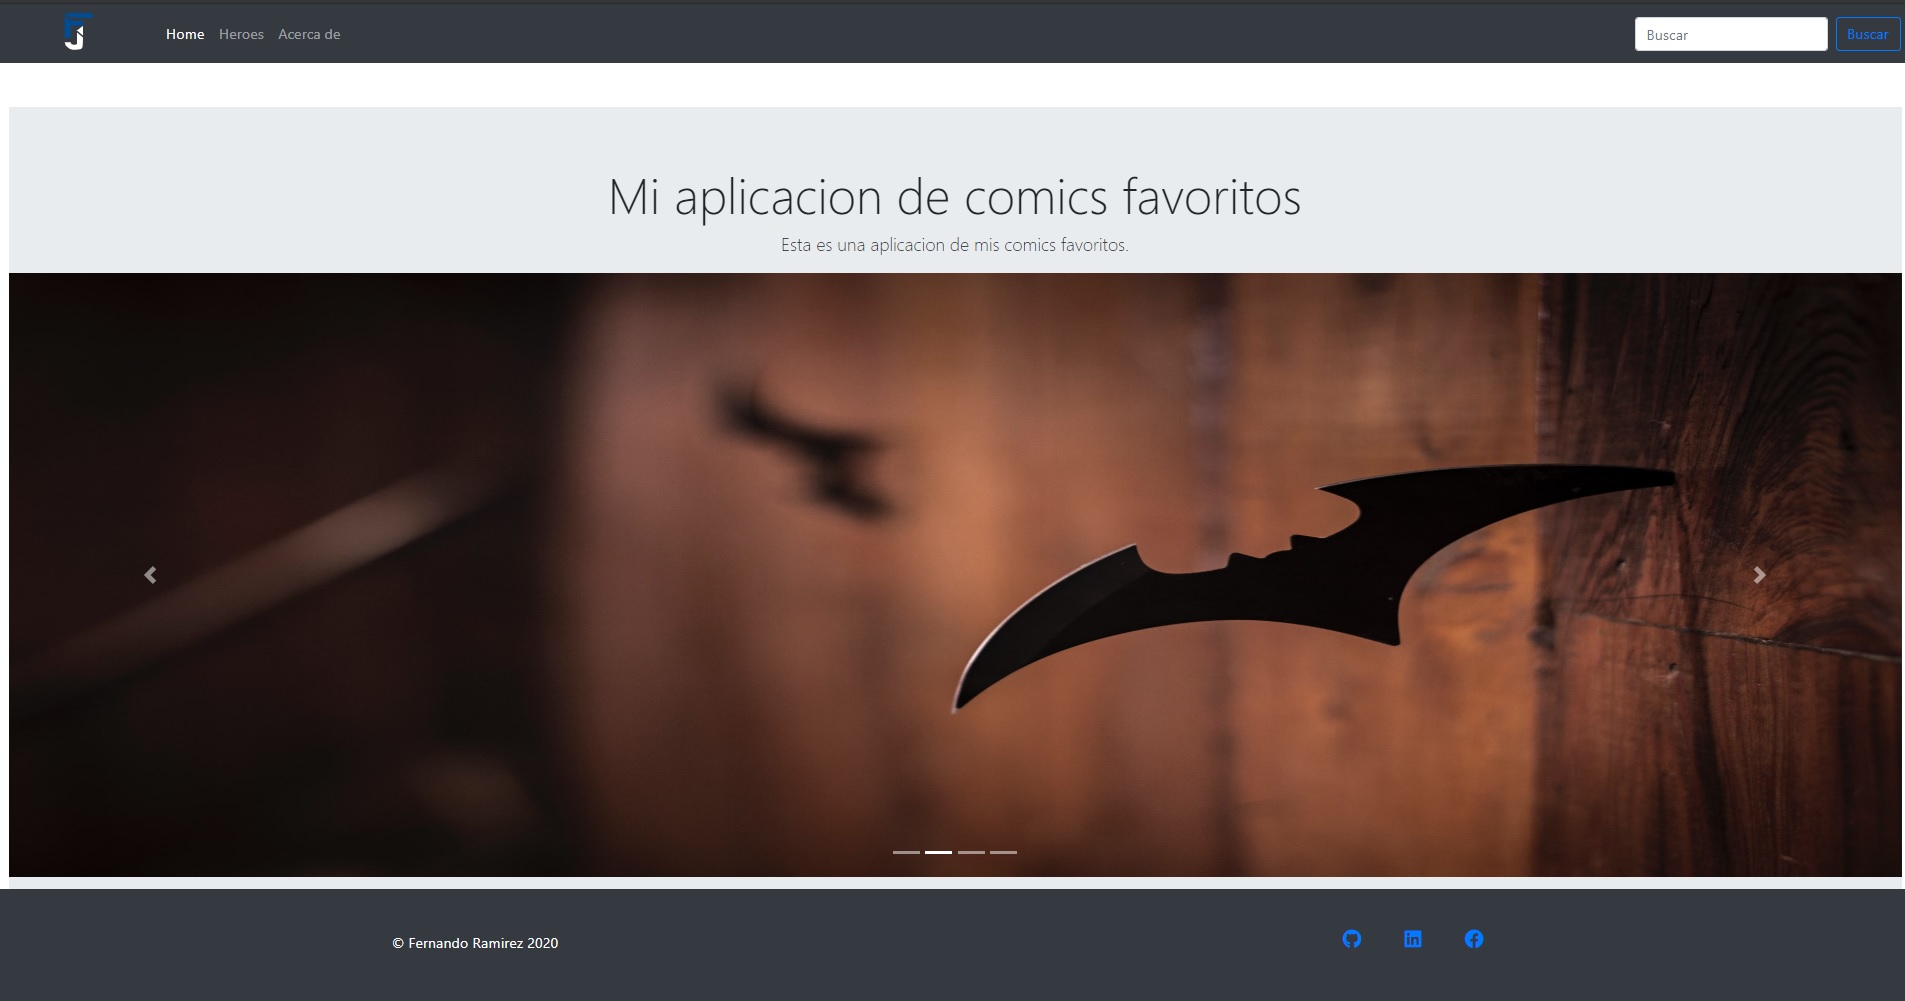 Home Heroes Acerca de Buscar Buscar
Mi aplicacion de comics favoritos
Esta es una aplicacion de mis comics favoritos.
© Fernando Ramirez 2020